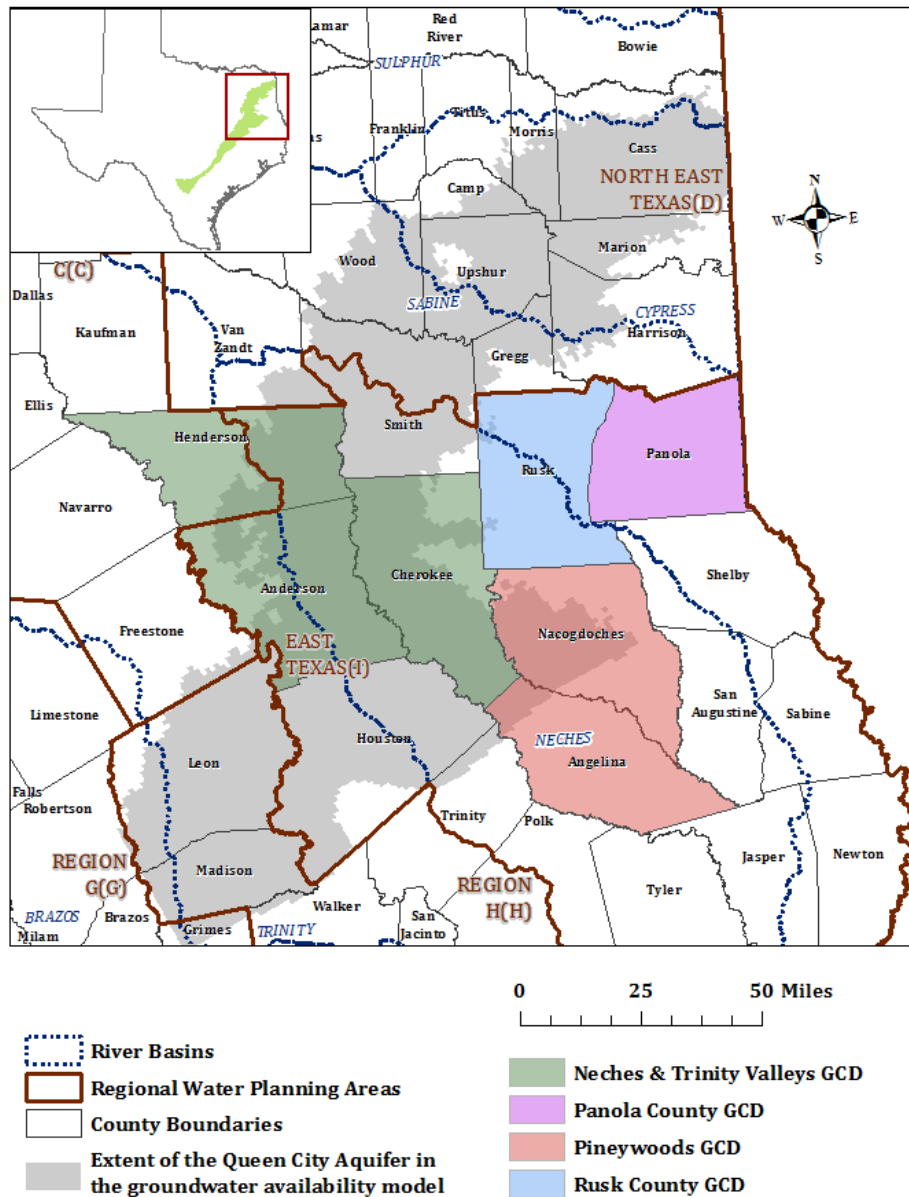 amar
Red
River
Bowie
SULPHUR
Titus
Franklin
Morris
as
Cass
Camp
NORTH EAST
TEXAS(D)
N
W
E
S
Wood
Marion
Upshur
C(C)
Dallas
SABINE
CYPRESS
Kaufman
Van
Zandt
Harrison
Gregg
Ellis
Smith
Henderson
Rusk
Panola
Navarro
Cherokee
Shelby
Anderson
Freestone
Nacogdoches
EAST
TEXAS(I)
San
Augustine
Sabine
Limestone
Houston
NECHES
Leon
Angelina
Falls
Robertson
Trinity
Polk
REGION
G(G)
Madison
Jasper
Newton
REGION
H(H)
Tyler
Walker
BRAZOS
Brazos
San
Jacinto
Milam
Grimes
TRINITY
0 25 50 Miles
River Basins
Regional Water Planning Areas
County Boundaries
Extent of the Queen City Aquifer in
the groundwater availability model
Neches & Trinity Valleys GCD
Panola County GCD
Pineywoods GCD
Rusk County GCD